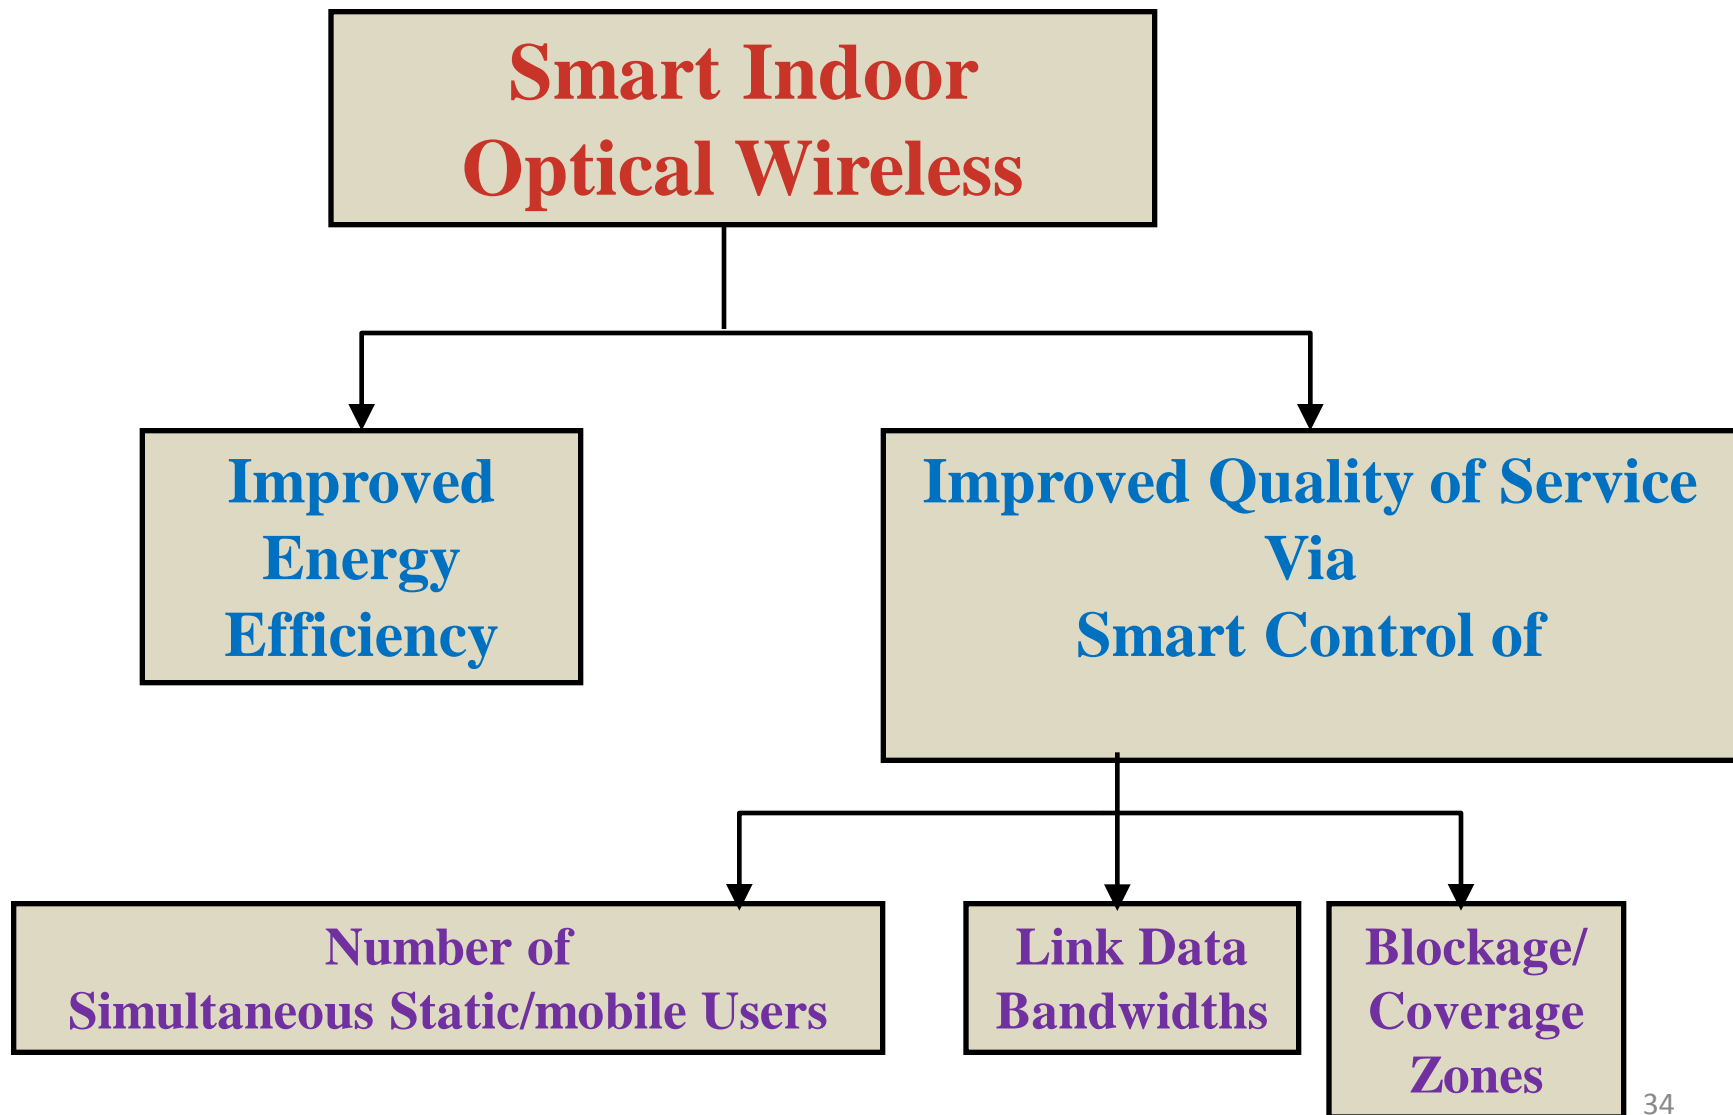 Smart Indoor
Optical Wireless
Improved
Energy
Efficiency
Improved Quality of Service
Via
Smart Control of
Number of
Simultaneous Static/mobile Users
Link Data
Bandwidths
Blockage/
Coverage
Zones
34